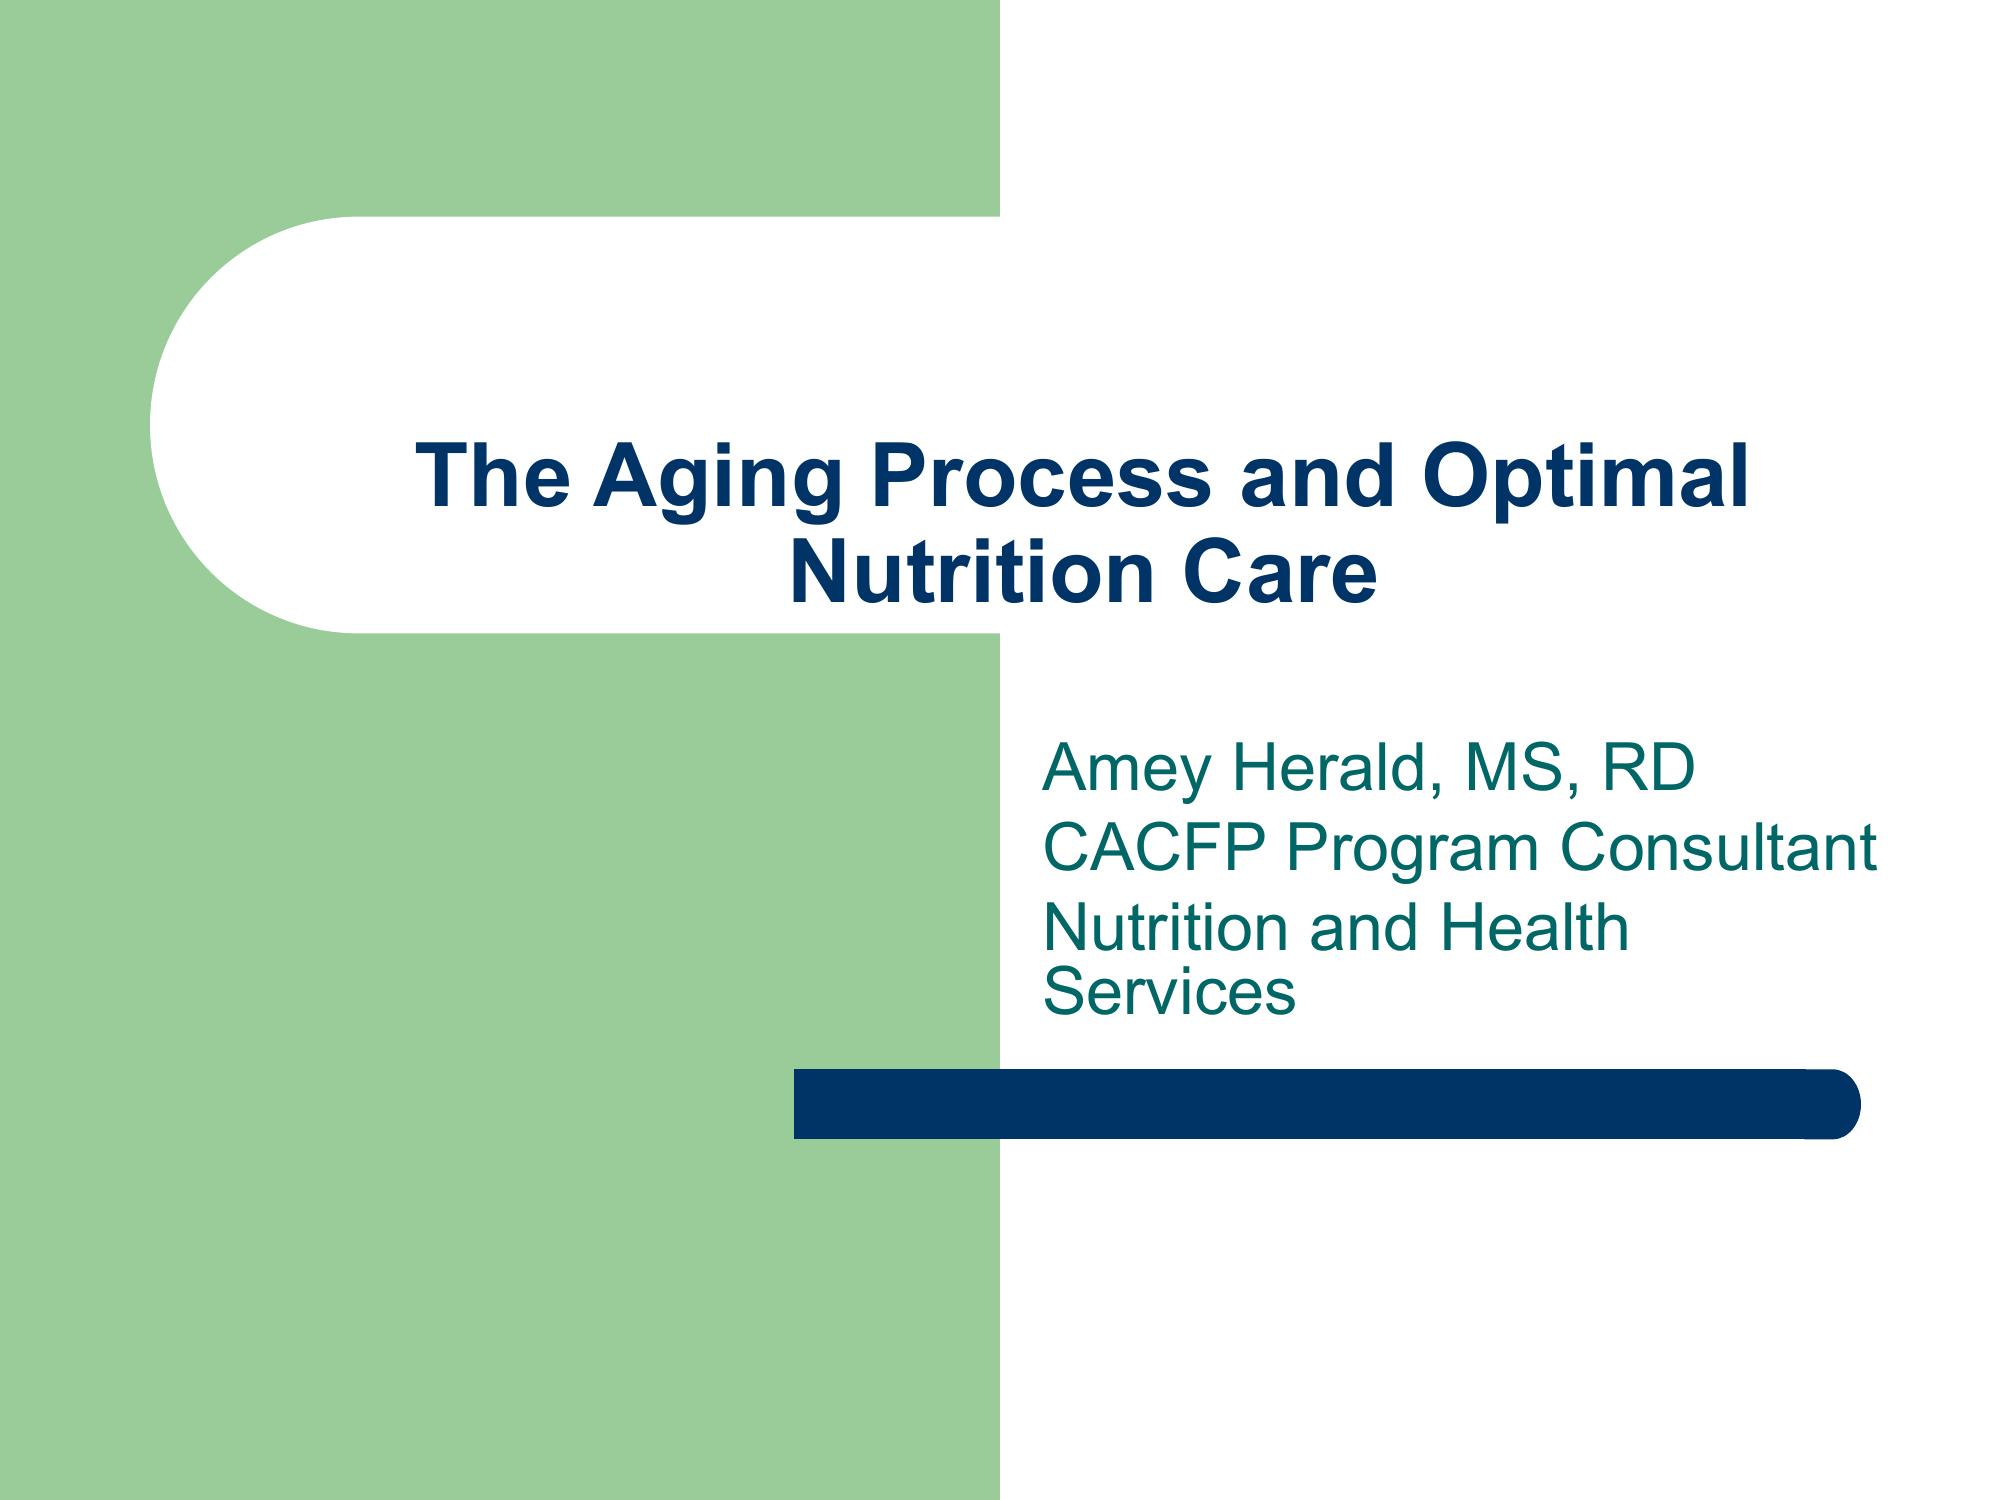 The Aging Process and Optimal
Nutrition Care
Amey Herald, MS, RD
CACFP Program Consultant
Nutrition and Health
Services